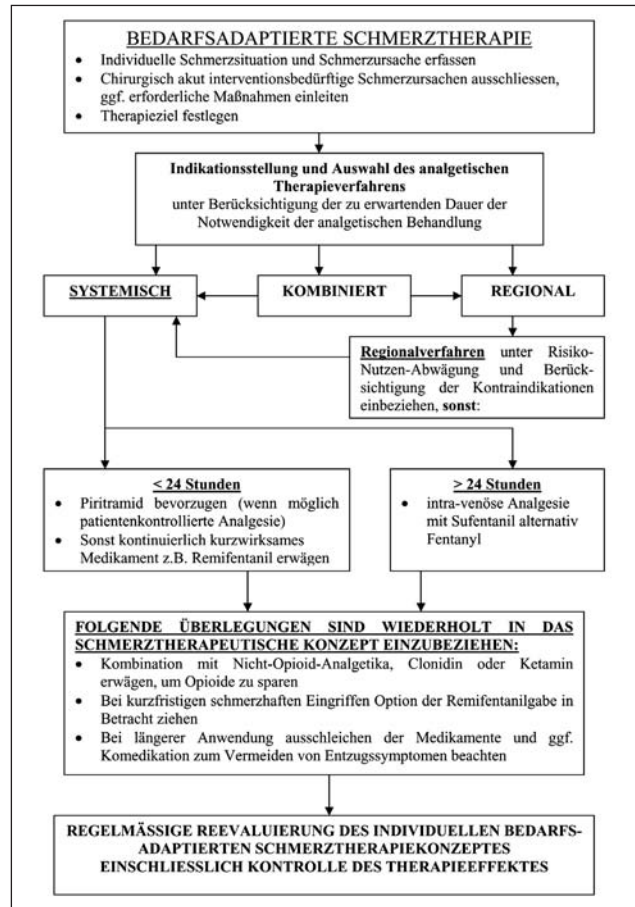 BEDARFSADAPTIERTE SCHMERZTHERAPIE
• Individuelle Schmerzsituation und Schmerzursache erfassen
• Chirurgisch akut interventionsbedürftige Schmerzursachen ausschliessen,
ggf. erforderliche Maßnahmen einleiten
• Therapieziel festlegen
Indikationsstellung und Auswahl des analgetischen
Therapieverfahrens
unter Berücksichtigung der zu erwartenden Dauer der
Notwendigkeit der analgetischen Behandlung
SYSTEMISCH
KOMBINIERT
REGIONAL
Regionalverfahren unter Risiko-
Nutzen-Abwägung und Berück-
sichtigung der Kontraindikationen
einbeziehen, sonst:
< 24 Stunden
• Piritramid bevorzugen (wenn möglich
patientenkontrollierte Analgesie)
• Sonst kontinuierlich kurzwirksames
Medikament z.B. Remifentanil erwägen
> 24 Stunden
• intra-venöse Analgesie
mit Sufentanil alternativ
Fentanyl
FOLGENDE ÜBERLEGUNGEN SIND WIEDERHOLT IN DAS
SCHMERZTHERAPEUTISCHE KONZEPT EINZUBEZIEHEN:
• Kombination mit Nicht-Opioid-Analgetika, Clonidin oder Ketamin
erwägen, um Opioide zu sparen
• Bei kurzfristigen schmerzhaften Eingriffen Option der Remifentanilgabe in
Betracht ziehen
• Bei längerer Anwendung ausschleichen der Medikamente und ggf.
Komedikation zum Vermeiden von Entzugssymptomen beachten
REGELMÄSSIGE REEVALUIERUNG DES INDIVIDUELLEN BEDARFS-
ADAPTIERTEN SCHMERZTHERAPIEKONZEPTES
EINSCHLIESSLICH KONTROLLE DES THERAPIEEFFEKTES